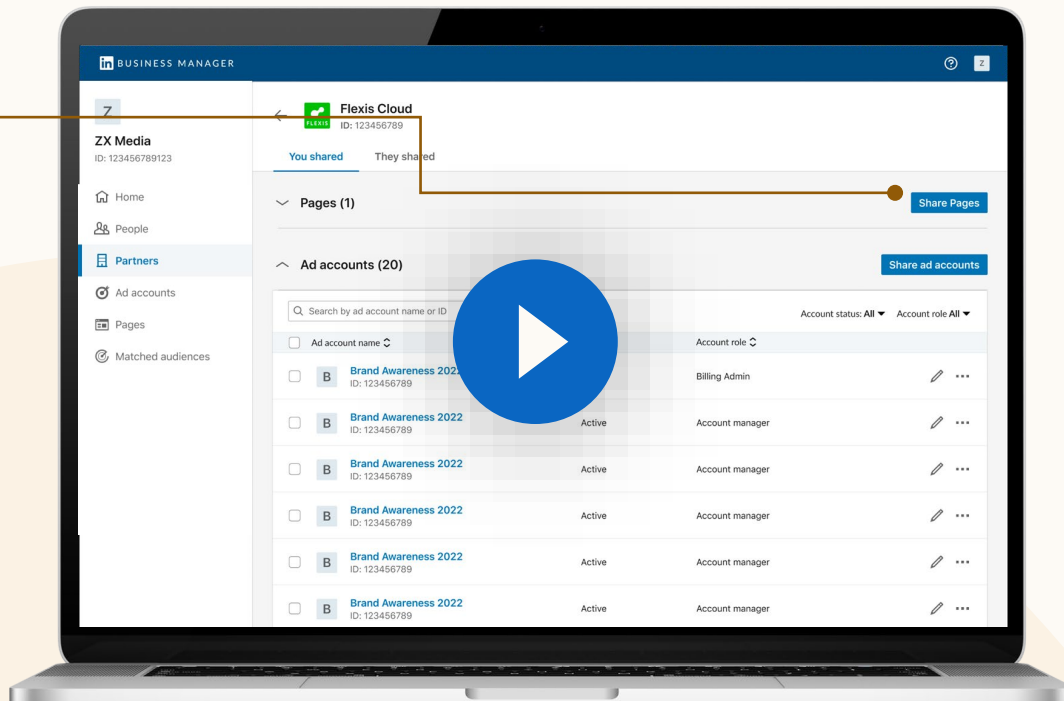 in BUSINESS MANAGER
Z
Z
ZX Media
ID: 123456789123
Home
People
Partners
Ad accounts
Pages
Matched audiences
FLEXIS
Flexis Cloud
ID: 123456789
You shared They shared
Pages (1)
Share Pages
Ad accounts (20)
Share ad accounts
Search by ad account name or ID
Account status: All Account role All
Ad account name Account role
B Brand Awareness 202 Billing Admin
ID: 123456789
B Brand Awareness 2022 Active Account manager
ID: 123456789
B Brand Awareness 2022 Active Account manager
ID: 123456789
B Brand Awareness 2022 Active Account manager
ID: 123456789
B Brand Awareness 2022 Active Account manager
ID: 123456789
B Brand Awareness 2022 Active Account manager
ID: 123456789